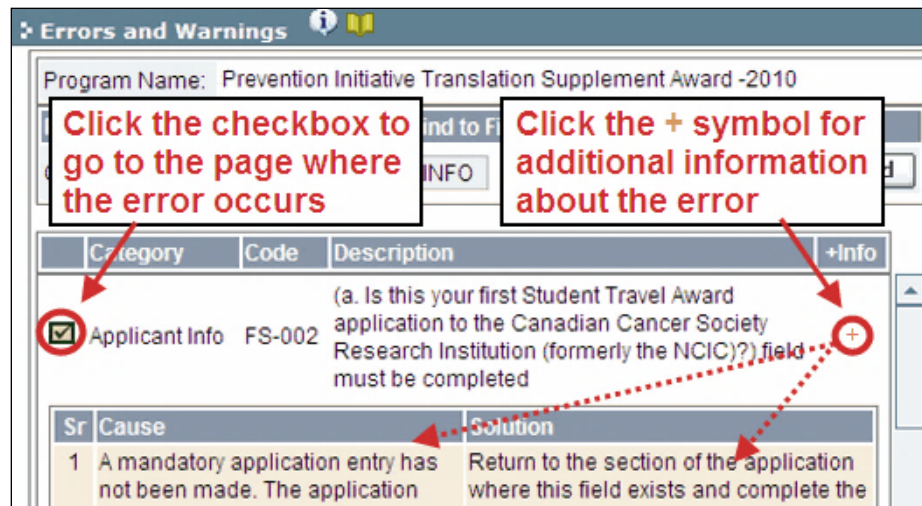 Errors and Warnings
Program Name: Prevention Initiative Translation Supplement Award -2010
Click the checkbox to
go to the page where
the error occurs
ind to Fi
INFO
Click the + symbol for
additional information
about the error
Category Code Description +Info
Applicant Info FS-002 (a. Is this your first Student Travel Award
application to the Canadian Cancer Society
Research Institution (formerly the NCIC)?) field
must be completed
+
Sr Cause Solution
1 A mandatory application entry has Return to the section of the application
not been made. The application where this field exists and complete the